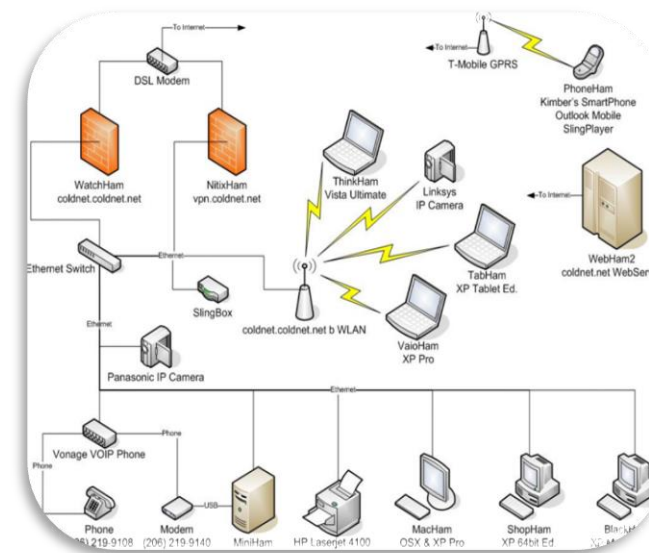 To Internet
DSL Modem
To Internet
T-Mobile GPRS
PhoneHam
Kimber's SmartPhone
Outlook Mobile
SlingPlayer
WatchHam
coldnet.coldnet.net
NitixHam
vpn.coldnet.net
ThinkHam
Vista Ultimate
Linksys
IP Camera
To Internet
WebHam2
coldnet.net WebServ
Ethernet Switch
Ethernet
SlingBox
coldnet.coldnet.net b WLAN
TabHam
XP Tablet Ed.
VaioHam
XP Pro
Ethernet
Panasonic IP Camera
Ethernet
Vonage VOIP Phone
Phone
Phone
USB
Phone
219-9108
Modem
(206) 219-9140
MiniHam
HP Laserjet 4100
MacHam
OSX & XP Pro
ShopHam
XP 64bit Ed.